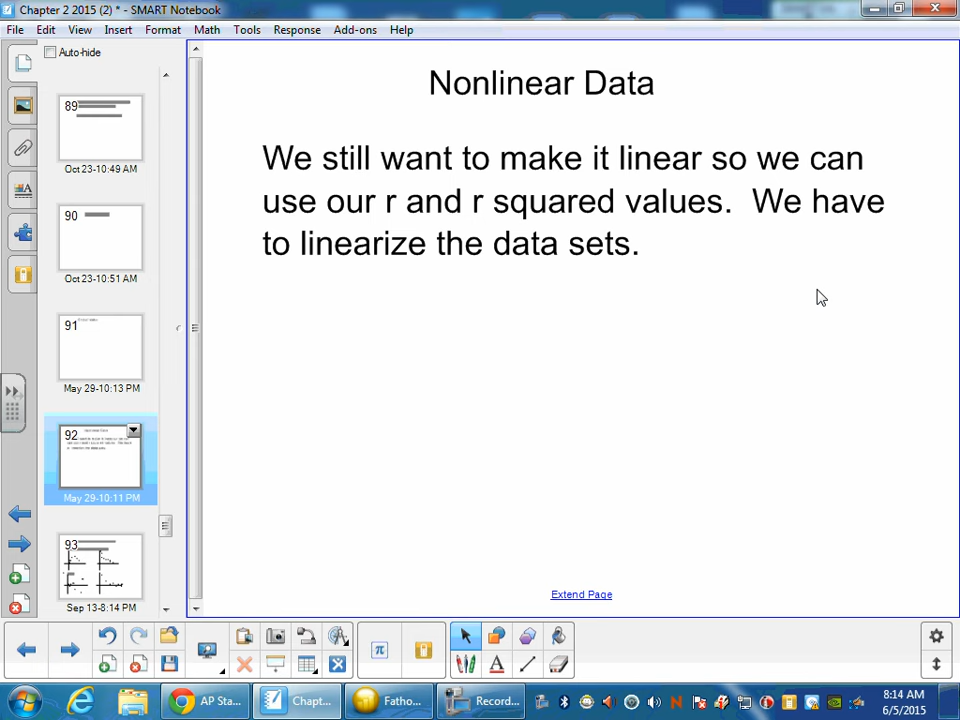 Chapter 2 2015 (2) * - SMART Notebook
File Edit View Insert Format Math Tools Response Add-ons Help
Auto-hide
89
Oct 23-10:49 AM
90
Oct 23-10:51 AM
91
May 29-10:13 PM
92
May 29-10:11 PM
93
Sep 13-8:14 PM
Nonlinear Data
We still want to make it linear so we can
use our r and r squared values. We have
to linearize the data sets.
Extend Page
π
A
AP Sta...
Chapt...
Fatho...
Record...
8:14 AM
6/5/2015